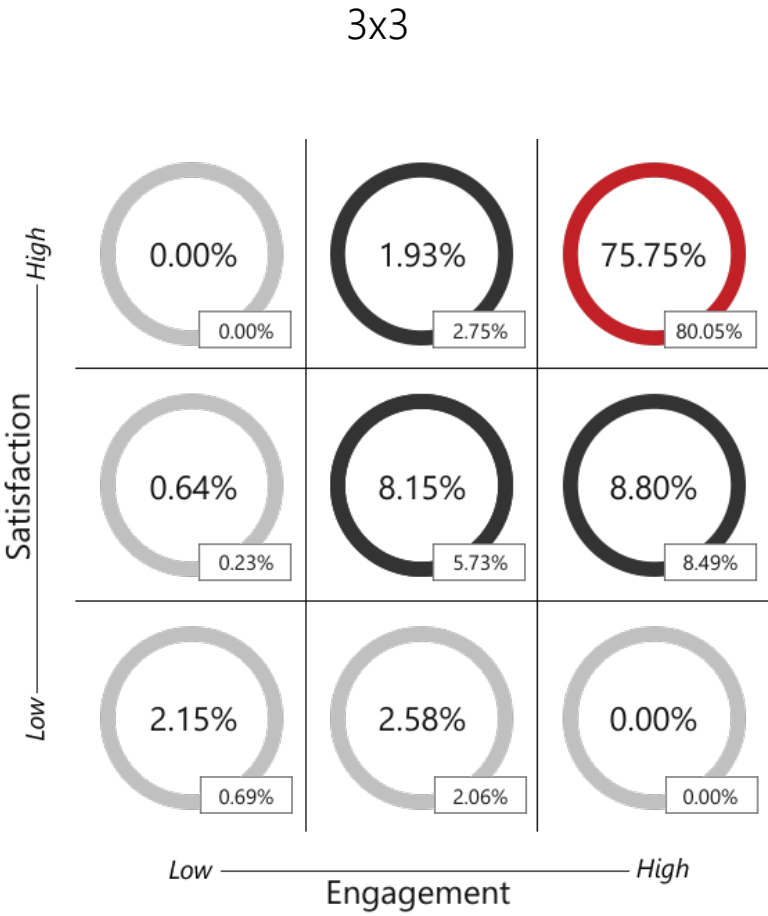 3x3
High
Satisfaction
Low
0.00%
0.00%
1.93%
2.75%
75.75%
80.05%
0.64%
0.23%
8.15%
5.73%
8.80%
8.49%
2.15%
0.69%
2.58%
2.06%
0.00%
0.00%
Low
High
Engagement